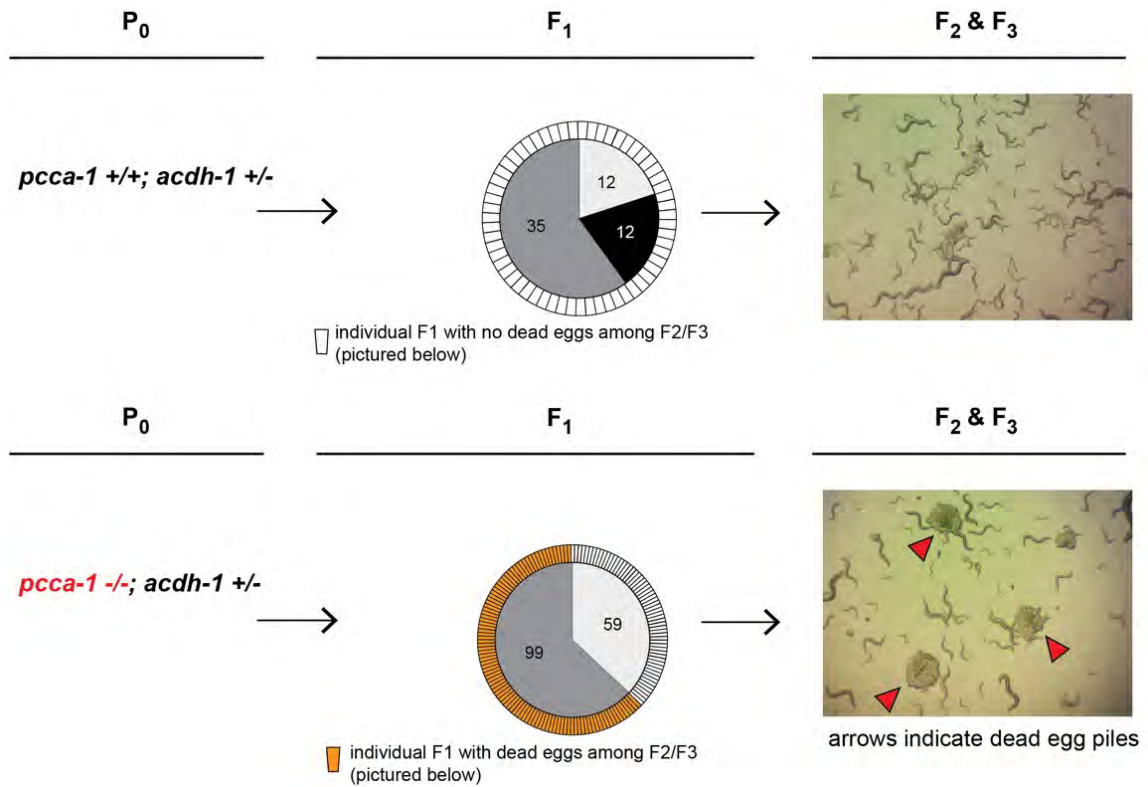 P0
F1
F2 & F3
pcca-1 +/+; acdh-1 +/-
12
35
12
individual F1 with no dead eggs among F2/F3
(pictured below)
P0
F1
F2 & F3
pcca-1 -/-; acdh-1 +/-
59
99
individual F1 with dead eggs among F2/F3
(pictured below)
arrows indicate dead egg piles